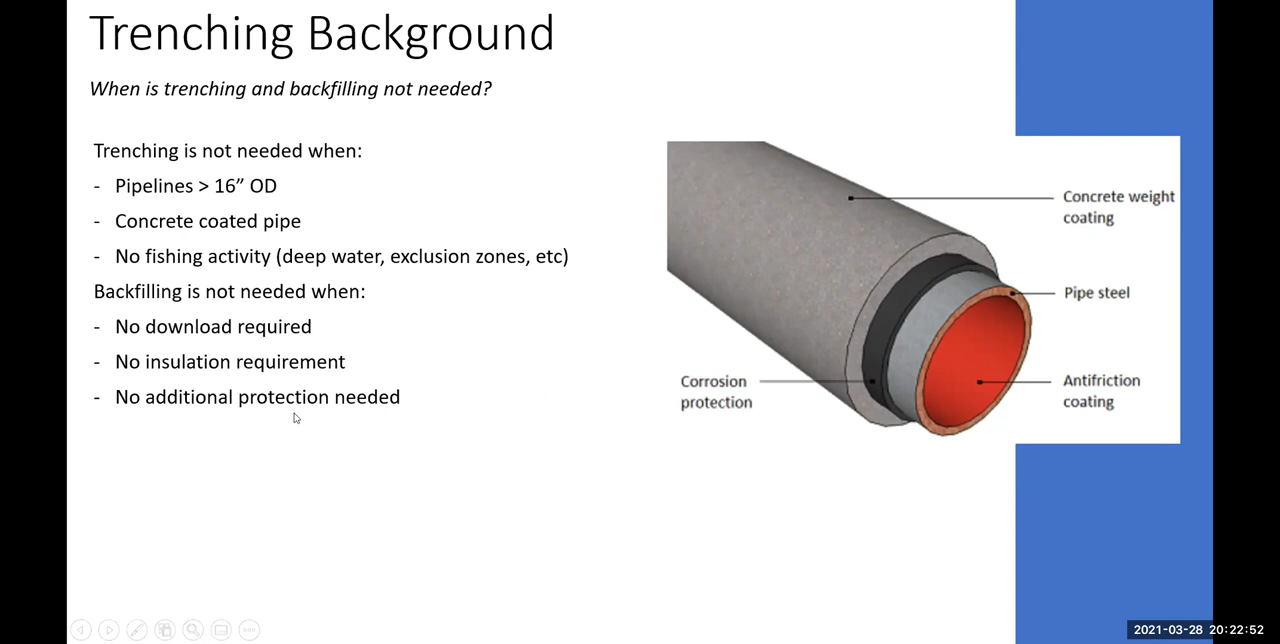 Trenching Background
When is trenching and backfilling not needed?
Trenching is not needed when:
- Pipelines > 16” OD
- Concrete coated pipe
- No fishing activity (deep water, exclusion zones, etc)
Backfilling is not needed when:
- No download required
- No insulation requirement
- No additional protection needed
Concrete weight
coating
Pipe steel
Corrosion
protection
Antifriction
coating
2021-03-28 20:22:52